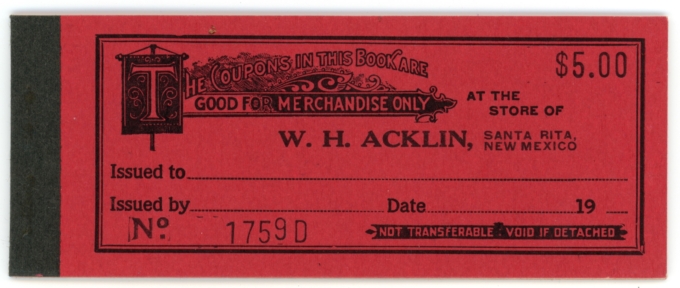 THE COUPONS IN THIS BOOK ARE
GOOD FOR MERCHANDISE ONLY
$5.00
AT THE
STORE OF
W. H. ACKLIN, SANTA RITA,
NEW MEXICO
Issued to
Issued by Date 19
No. 1759D
NOT TRANSFERABLE: VOID IF DETACHED